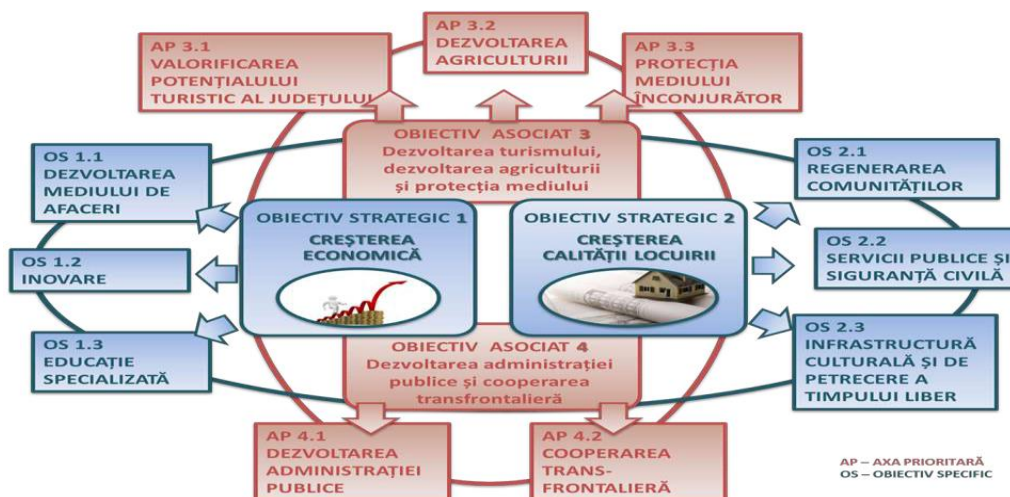 AP 3.1
VALORIFICAREA
POTENȚIALULUI
TURISTIC AL JUDEȚULUI
AP 3.2
DEZVOLTAREA
AGRICULTURII
AP 3.3
PROTECȚIA
MEDIULUI
ÎNCONJURĂTOR
OBIECTIV ASOCIAT 3
Dezvoltarea turismului,
dezvoltarea agriculturii
și protecția mediului
OS 1.1
DEZVOLTAREA
MEDIULUI DE
AFACERI
OS 1.2
INOVARE
OS 1.3
EDUCAȚIE
SPECIALIZATĂ
OBIECTIV STRATEGIC 1
CREȘTEREA
ECONOMICĂ
OBIECTIV STRATEGIC 2
CREȘTEREA
CALITĂȚII LOCUIRII
OS 2.1
REGENERAREA
COMUNITĂȚILOR
OS 2.2
SERVICII PUBLICE ȘI
SIGURANȚĂ CIVILĂ
OS 2.3
INFRASTRUCTURĂ
CULTURALĂ ȘI DE
PETRECERE A
TIMPULUI LIBER
OBIECTIV ASOCIAT 4
Dezvoltarea administrației
publice și cooperarea
transfrontalieră
AP 4.1
DEZVOLTAREA
ADMINISTRAȚIEI
PUBLICE
AP 4.2
COOPERAREA
TRANS-
FRONTALIERĂ
AP – AXA PRIORITARĂ
OS – OBIECTIV SPECIFIC